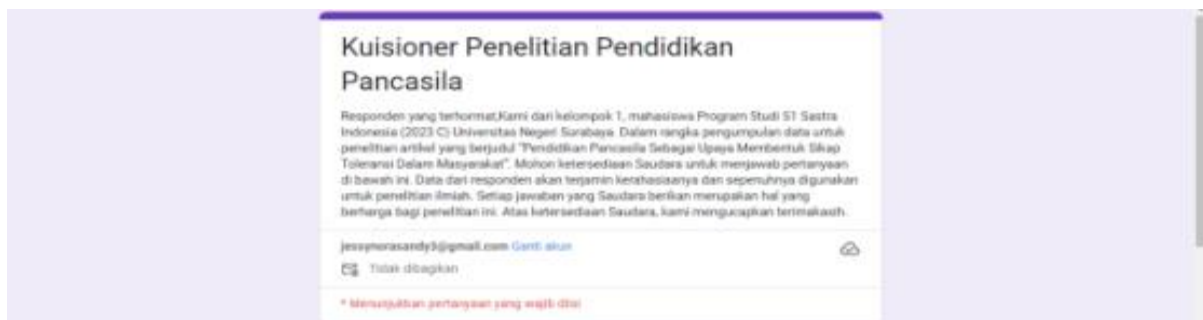 Kuisioner Penelitian Pendidikan
Pancasila
Responden yang terhormat,Kami dari kelompok 1, mahasiswa Program Studi S1 Sastra
Indonesia (2023 C) Universitas Negeri Surabaya. Dalam rangka pengumpulan data untuk
penelitian artikel yang berjudul "Pendidikan Pancasila Sebagai Upaya Membentuk Sikap
Toleransi Dalam Masyarakat". Mohon ketersediaan Saudara untuk menjawab pertanyaan
di bawah ini. Data dari responden akan terjamin kerahasiaanya dan sepenuhnya digunakan
untuk penelitian ilmiah. Setiap jawaban yang Saudara berikan merupakan hal yang
berharga bagi penelitian ini. Atas ketersediaan Saudara, kami mengucapkan terimakasih.
jessynorasandy3@gmail.com Ganti akun
Tidak dibagikan
* Menunjukkan pertanyaan yang wajib diisi